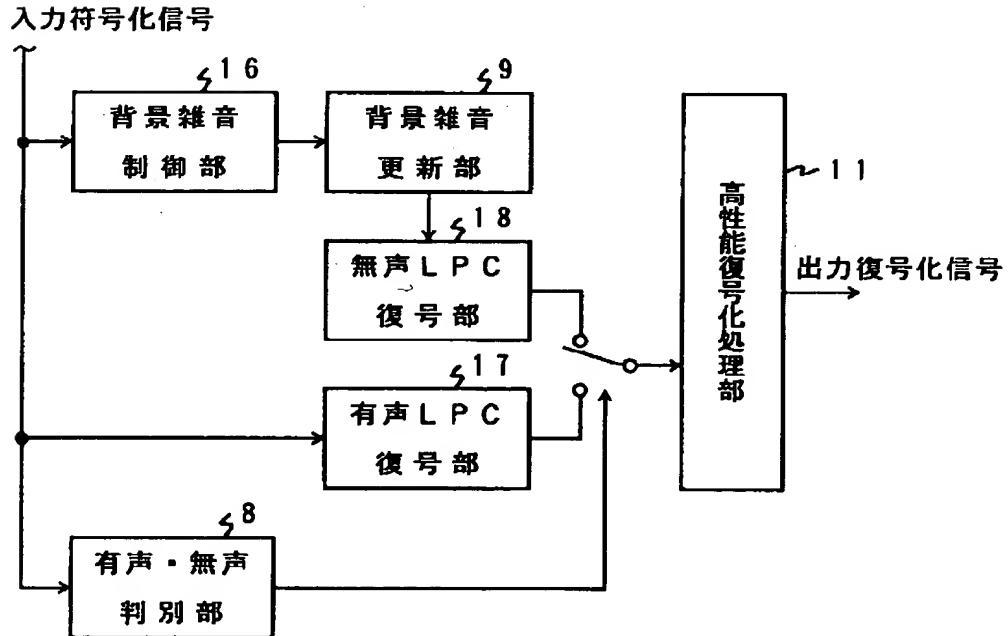 入力符号化信号
16
背景雑音
制御部
9
背景雑音
更新部
18
無声LPC
復号部
17
有声LPC
復号部
8
有声・無声
判別部
高性能復号化処理部
11
出力復号化信号